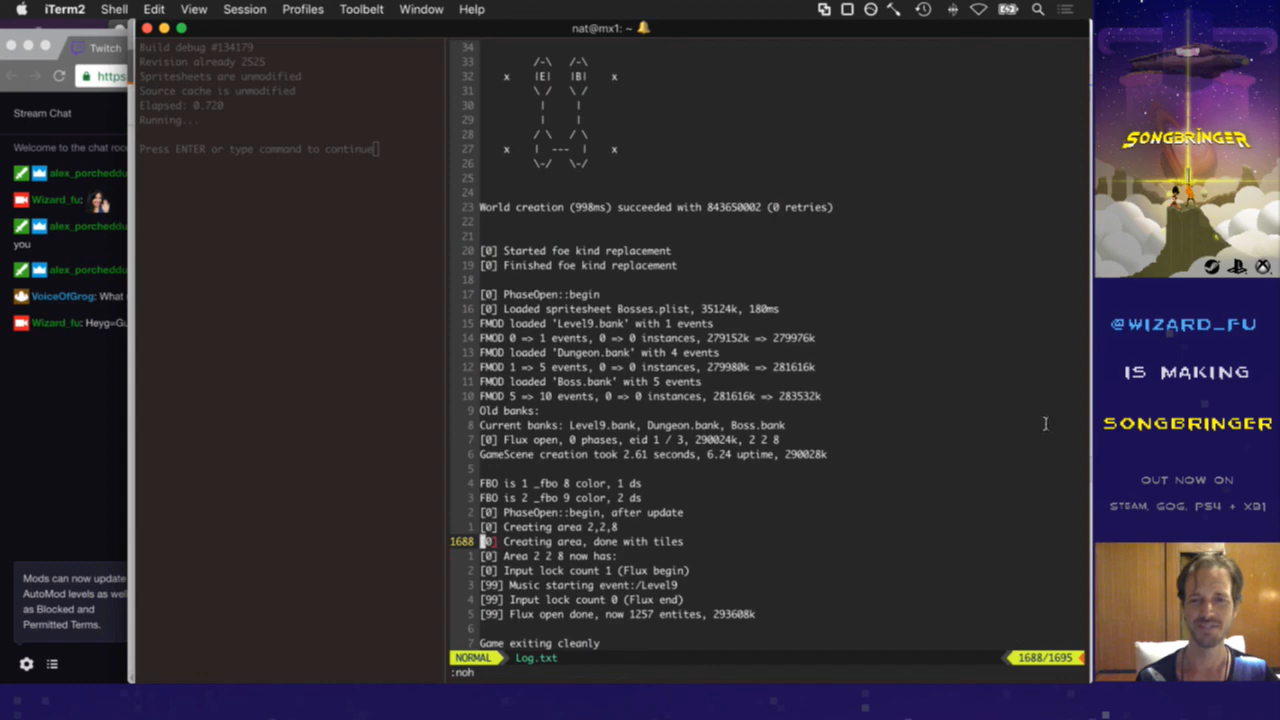 iTerm2 Shell Edit View Session Profiles Toolbelt Window Help
nat@mx1: ~
Twitch
https
Stream Chat
Welcome to the chat roo
alex_porcheddu
Wizard_fu:
alex_porcheddu
you
alex_porcheddu
VoiceOfGrog: What
Wizard_fu: Heyg=Gu
Mods can now update
AutoMod levels as well
as Blocked and
Permitted Terms.
Build debug #134179
Revision already 2525
Spritesheets are unmodified
Source cache is unmodified
Elapsed: 0.720
Running...
Press ENTER or type command to continue
34
33 /-\ /-\
32 x |E| |B| x
31 \ / \ /
30 | |
29 | |
28 / \ / \
27 x | --- | x
26 \-/ \-/
25
24
23 World creation (998ms) succeeded with 843650002 (0 retries)
22
21
20 [0] Started foe kind replacement
19 [0] Finished foe kind replacement
18
17 [0] PhaseOpen::begin
16 [0] Loaded spritesheet Bosses.plist, 35124k, 180ms
15 FMOD loaded 'Level9.bank' with 1 events
14 FMOD 0 => 1 events, 0 => 0 instances, 279152k => 279976k
13 FMOD loaded 'Dungeon.bank' with 4 events
12 FMOD 1 => 5 events, 0 => 0 instances, 279980k => 281616k
11 FMOD loaded 'Boss.bank' with 5 events
10 FMOD 5 => 10 events, 0 => 0 instances, 281616k => 283532k
9 Old banks:
8 Current banks: Level9.bank, Dungeon.bank, Boss.bank
7 [0] Flux open, 0 phases, eid 1 / 3, 290024k, 2 2 8
6 GameScene creation took 2.61 seconds, 6.24 uptime, 290028k
5
4 FBO is 1 _fbo 8 color, 1 ds
3 FBO is 2 _fbo 9 color, 2 ds
2 [0] PhaseOpen::begin, after update
1 [0] Creating area 2,2,8
1688 [0] Creating area, done with tiles
1 [0] Area 2 2 8 now has:
2 [0] Input lock count 1 (Flux begin)
3 [99] Music starting event:/Level9
4 [99] Input lock count 0 (Flux end)
5 [99] Flux open done, now 1257 entites, 293608k
6
7 Game exiting cleanly
NORMAL Log.txt 1688/1695
:noh
SONGBRINGER
@WIZARD_FU
IS MAKING
SONGBRINGER
OUT NOW ON
STEAM, GOG, PS4 + XB1